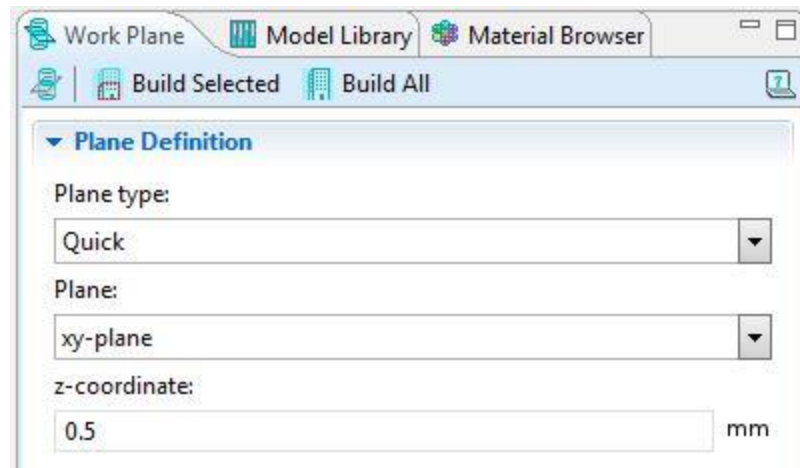 Work Plane Model Library Material Browser
Build Selected Build All
Plane Definition
Plane type:
Quick
Plane:
xy-plane
z-coordinate:
0.5 mm